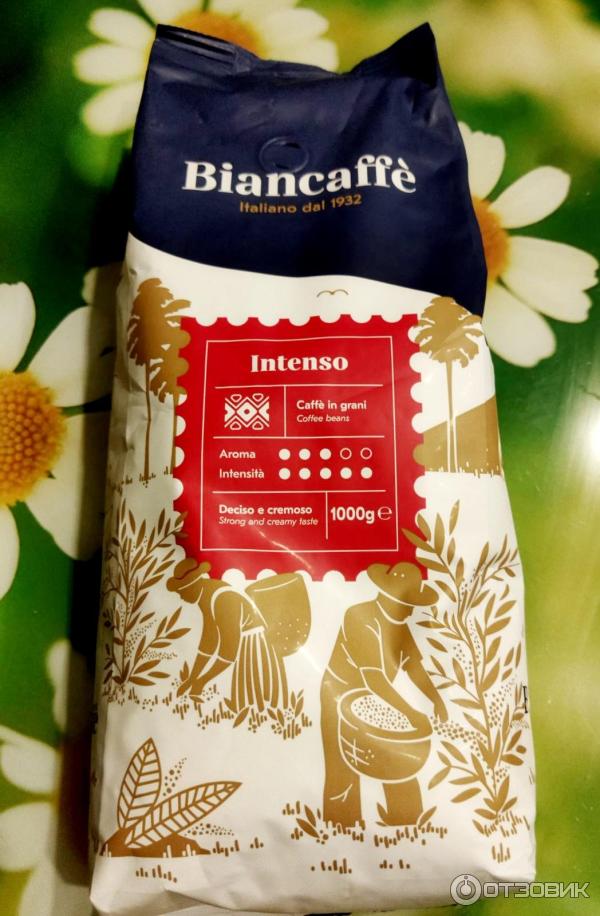 Biancaffè
Italiano dal 1932
Intenso
Caffè in grani
Coffee beans
Aroma
Intensità
Deciso e cremoso
Strong and creamy taste
1000g ℮
ОТЗОВИК